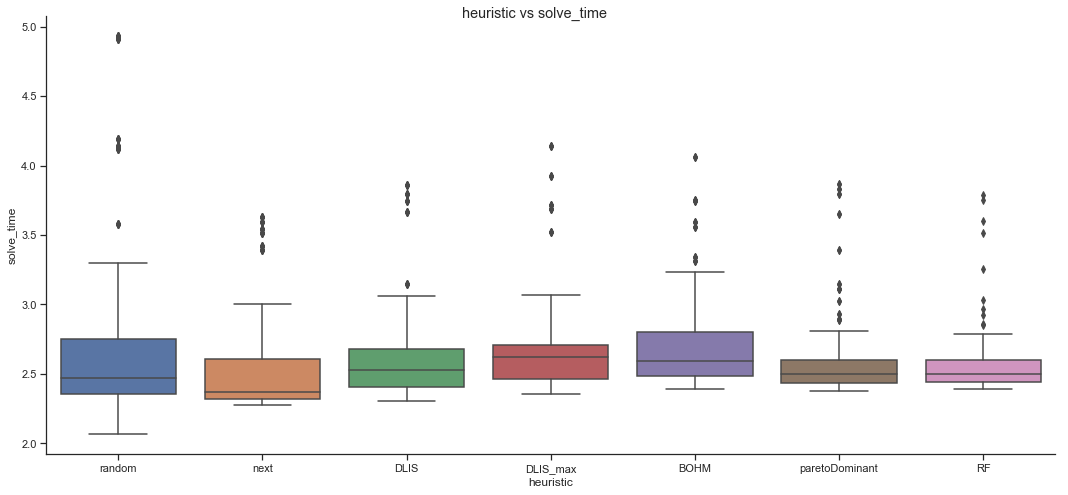 heuristic vs solve_time
5.0
4.5
4.0
3.5
3.0
2.5
2.0
solve_time
random next DLIS DLIS_max BOHM paretoDominant RF
heuristic